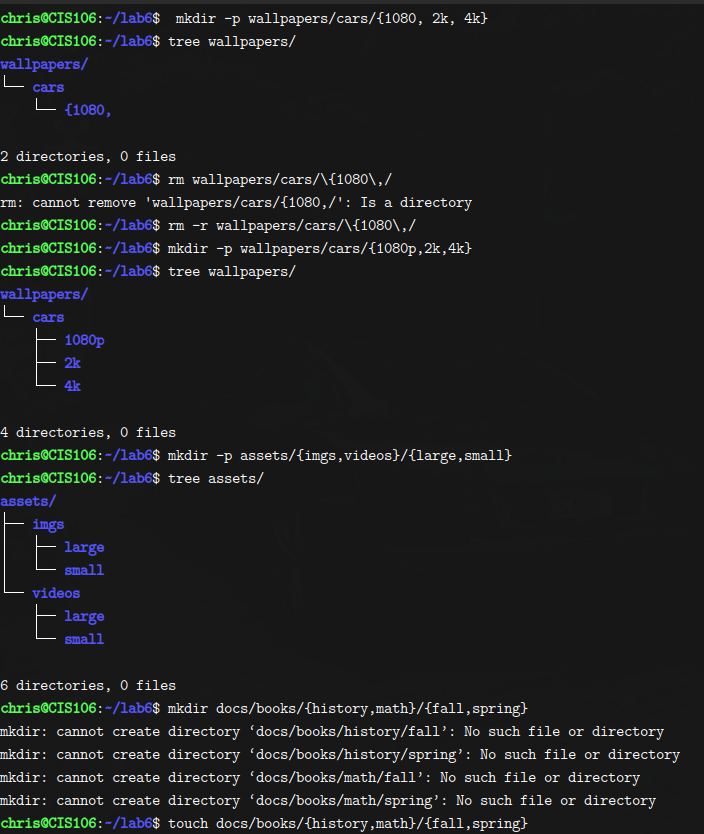 chris@CIS106:~/lab6$  mkdir -p wallpapers/cars/{1080, 2k, 4k}
chris@CIS106:~/lab6$ tree wallpapers/
wallpapers/
└── cars
    └── {1080,
2 directories, 0 files
chris@CIS106:~/lab6$ rm wallpapers/cars/\{1080\,/
rm: cannot remove 'wallpapers/cars/{1080,/': Is a directory
chris@CIS106:~/lab6$ rm -r wallpapers/cars/\{1080\,/
chris@CIS106:~/lab6$ mkdir -p wallpapers/cars/{1080p,2k,4k}
chris@CIS106:~/lab6$ tree wallpapers/
wallpapers/
└── cars
    ├── 1080p
    ├── 2k
    └── 4k
4 directories, 0 files
chris@CIS106:~/lab6$ mkdir -p assets/{imgs,videos}/{large,small}
chris@CIS106:~/lab6$ tree assets/
assets/
├── imgs
│   ├── large
│   └── small
└── videos
    ├── large
    └── small
6 directories, 0 files
chris@CIS106:~/lab6$ mkdir docs/books/{history,math}/{fall,spring}
mkdir: cannot create directory ‘docs/books/history/fall’: No such file or directory
mkdir: cannot create directory ‘docs/books/history/spring’: No such file or directory
mkdir: cannot create directory ‘docs/books/math/fall’: No such file or directory
mkdir: cannot create directory ‘docs/books/math/spring’: No such file or directory
chris@CIS106:~/lab6$ touch docs/books/{history,math}/{fall,spring}